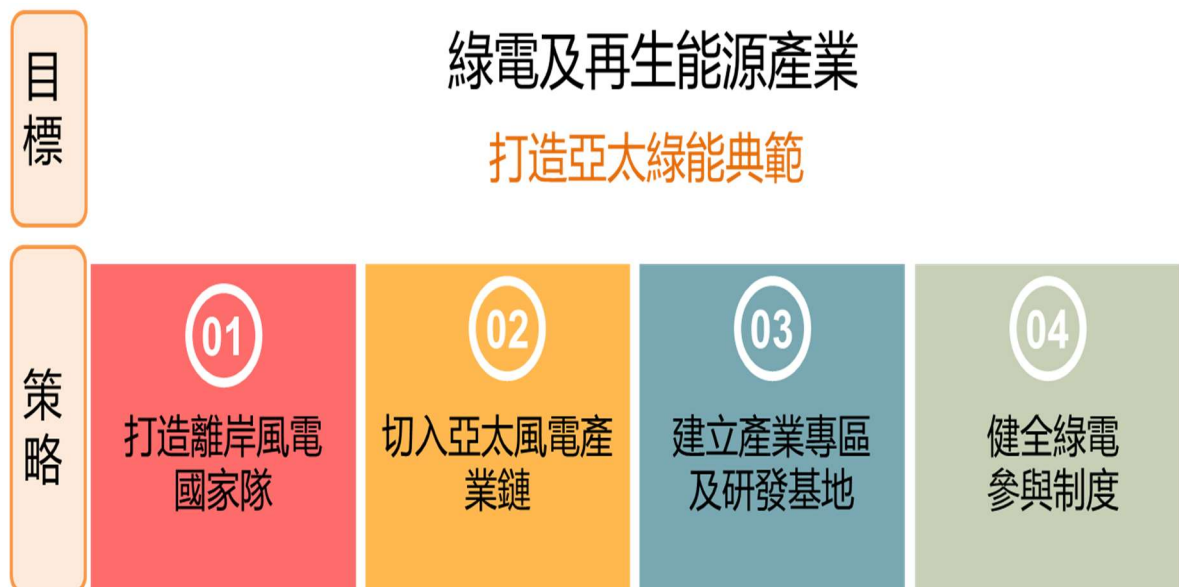 目
標
綠電及再生能源產業
打造亞太綠能典範
策
略
01
打造離岸風電
國家隊
02
切入亞太風電產
業鏈
03
建立產業專區
及研發基地
04
健全綠電
參與制度